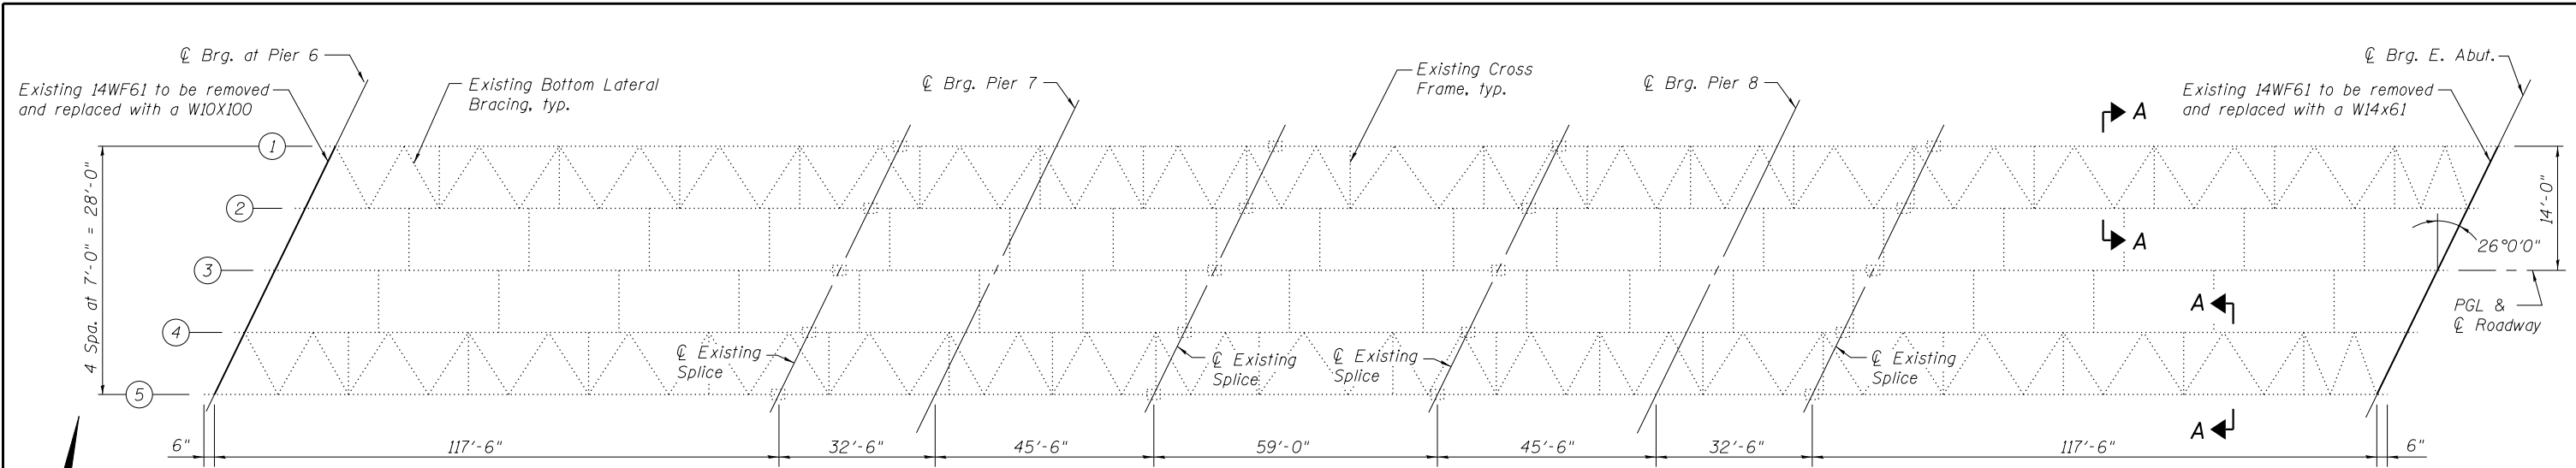 ℄ Brg. at Pier 6
Existing 14WF61 to be removed
and replaced with a W10X100
Existing Bottom Lateral
Bracing, typ.
℄ Brg. Pier 7
Existing Cross
Frame, typ.
℄ Brg. Pier 8
℄ Brg. E. Abut.
Existing 14WF61 to be removed
and replaced with a W14x61
A
A
1
2
3
4
5
4 Spa. at 7'-0" = 28'-0"
14'-0"
26°0'0"
PGL &
℄ Roadway
A
A
℄ Existing
Splice
℄ Existing
Splice
℄ Existing
Splice
℄ Existing
Splice
6"
117'-6"
32'-6"
45'-6"
59'-0"
45'-6"
32'-6"
117'-6"
6"